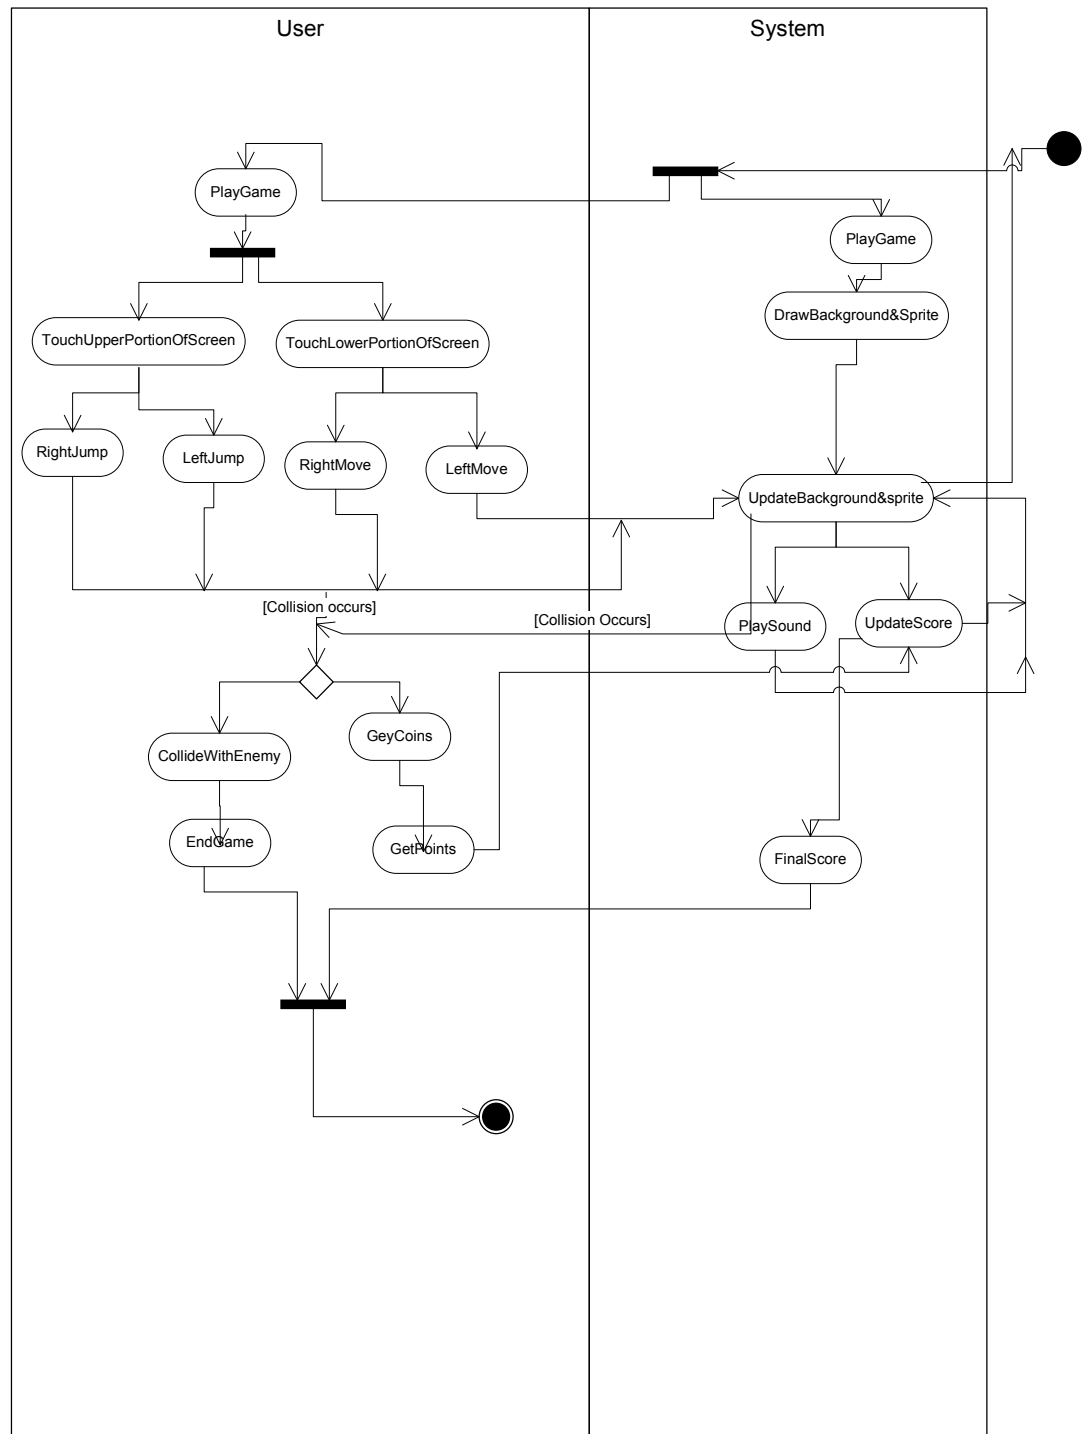 User
System
PlayGame
PlayGame
DrawBackground&Sprite
TouchUpperPortionOfScreen
TouchLowerPortionOfScreen
RightJump
LeftJump
RightMove
LeftMove
UpdateBackground&sprite
[Collision occurs]
[Collision Occurs]
PlaySound
UpdateScore
GeyCoins
CollideWithEnemy
EndGame
GetPoints
FinalScore